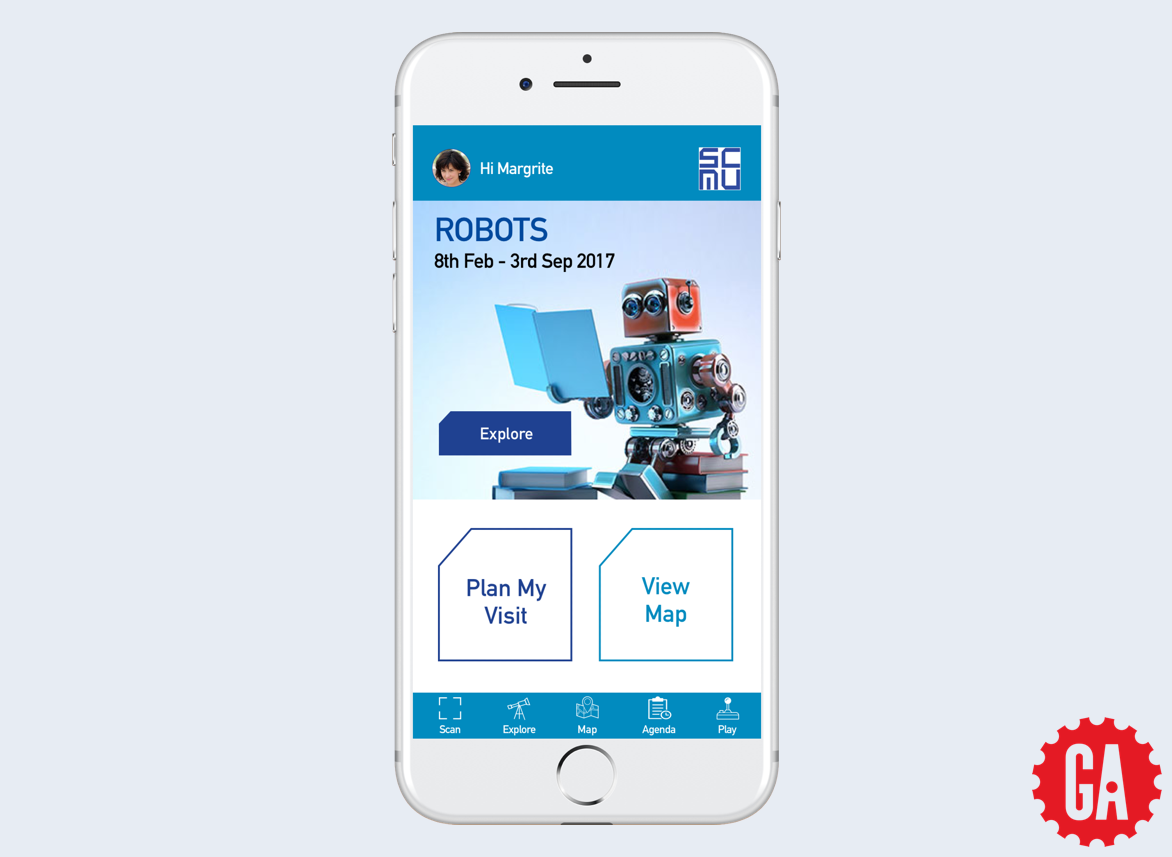 Hi Margrite
SC
MU
ROBOTS
8th Feb - 3rd Sep 2017
Explore
Plan My
Visit
View
Map
Scan
Explore
Map
Agenda
Play
GA